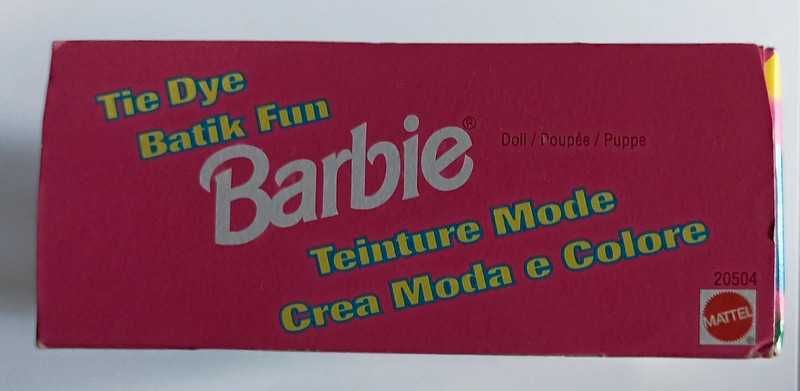 Tie Dye
Batik Fun
Barbie®
Doll / Poupée / Puppe
Teinture Mode
Crea Moda e Colore
20504
MATTEL®